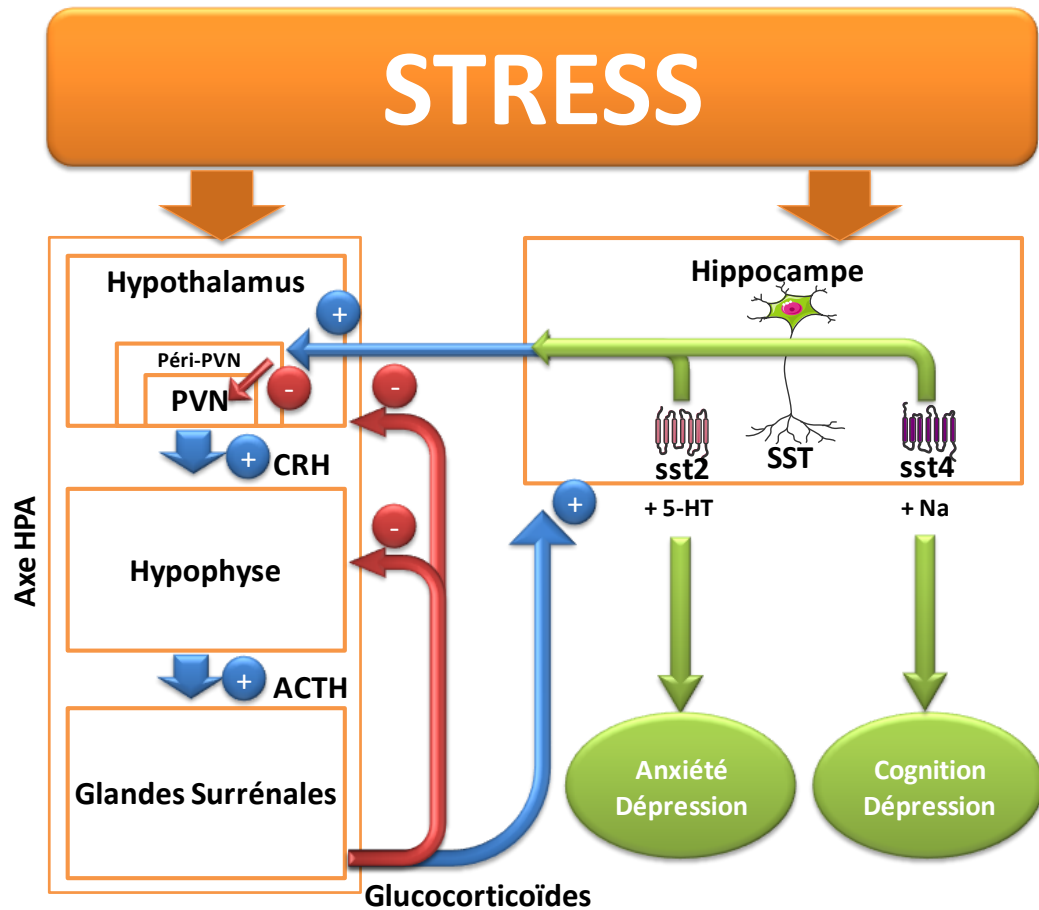 STRESS
Hypothalamus
+
Péri-PVN
-
PVN
-
+
CRH
Hypophyse
-
+
ACTH
Glandes Surrénales
Axe HPA
Glucocorticoïdes
Hippocampe
sst2
SST
sst4
+
+ 5-HT
+ Na
Anxiété
Dépression
Cognition
Dépression